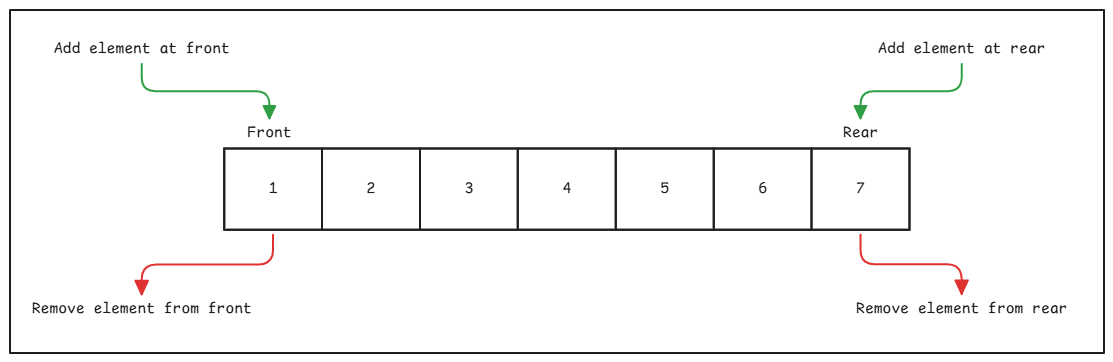 Add element at front
Add element at rear
Front
Rear
1
2
3
4
5
6
7
Remove element from front
Remove element from rear